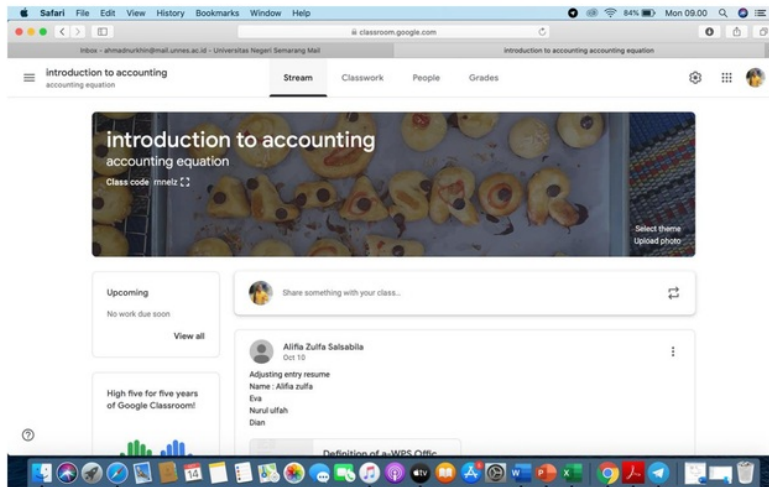 Safari File Edit View History Bookmarks Window Help 84% Mon 09.00
classroom.google.com
Inbox - ahmadnurkhin@mail.unnes.ac.id - Universitas Negeri Semarang Mail introduction to accounting accounting equation
introduction to accounting
accounting equation
Stream Classwork People Grades
introduction to accounting
accounting equation
Class code rnnelz
Select theme
Upload photo
Upcoming
No work due soon
View all
Share something with your class...
Alifia Zulfa Salsabila
Oct 10
Adjusting entry resume
Name : Alifia zulfa
Eva
Nurul ulfah
Dian
Definition of a-WPS Offic...
High five for five years
of Google Classroom!
14
tv